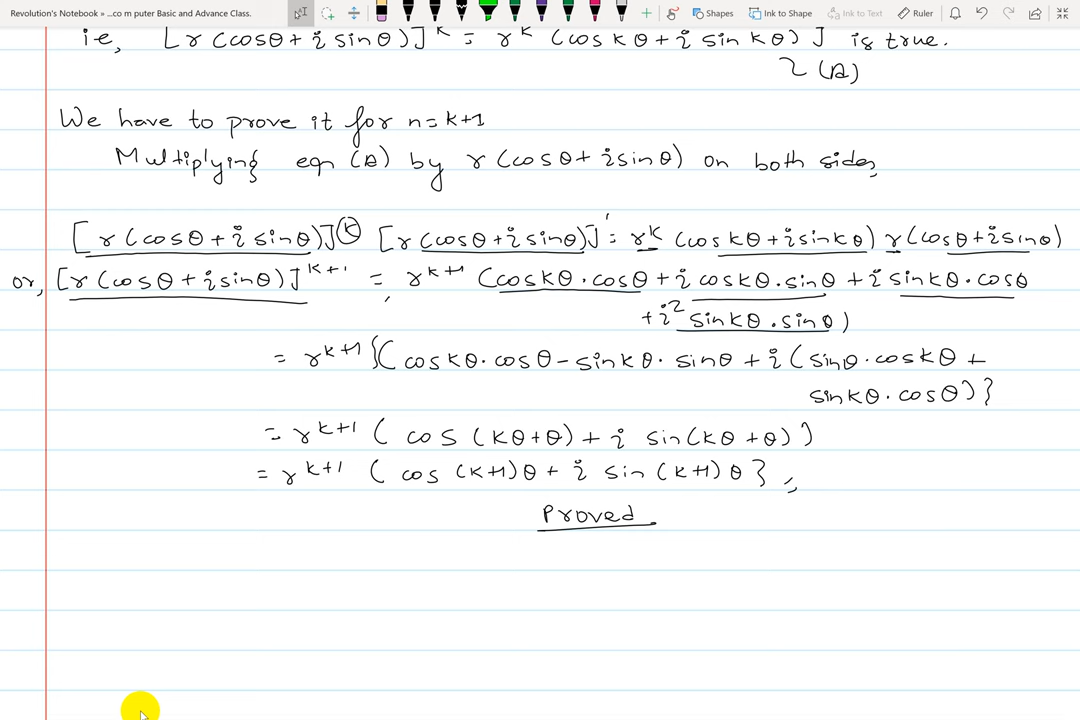 Revolution's Notebook » ...co m puter Basic and Advance Class.
Shapes Ink to Shape Ink to Text Ruler
ie, [r (cosθ + i sinθ)]^k = r^k (cos kθ + i sin kθ)] is true.
(A)
We have to prove it for n = k+1
Multiplying eqn (A) by r (cosθ + i sinθ) on both sides,
[r (cosθ + i sinθ)]^k [r (cosθ + i sinθ)]' = r^k (cos kθ + i sin kθ) r (cosθ + i sinθ)
or, [r (cosθ + i sinθ)]^k+1 = r^k+1 (cos kθ . cosθ + i cos kθ . sinθ + i sin kθ . cosθ
+ i² sin kθ . sinθ)
= r^k+1 {( cos kθ . cosθ - sin kθ . sinθ + i ( sinθ . cos kθ +
sin kθ . cosθ)}
= r^k+1 ( cos (kθ + θ) + i sin (kθ + θ))
= r^k+1 ( cos (k+1) θ + i sin (k+1) θ },
Proved